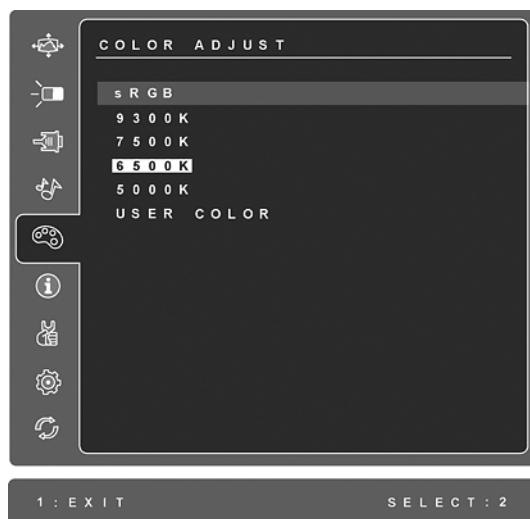 COLOR ADJUST
sRGB
9300K
7500K
6500K
5000K
USER COLOR
1:EXIT SELECT:2